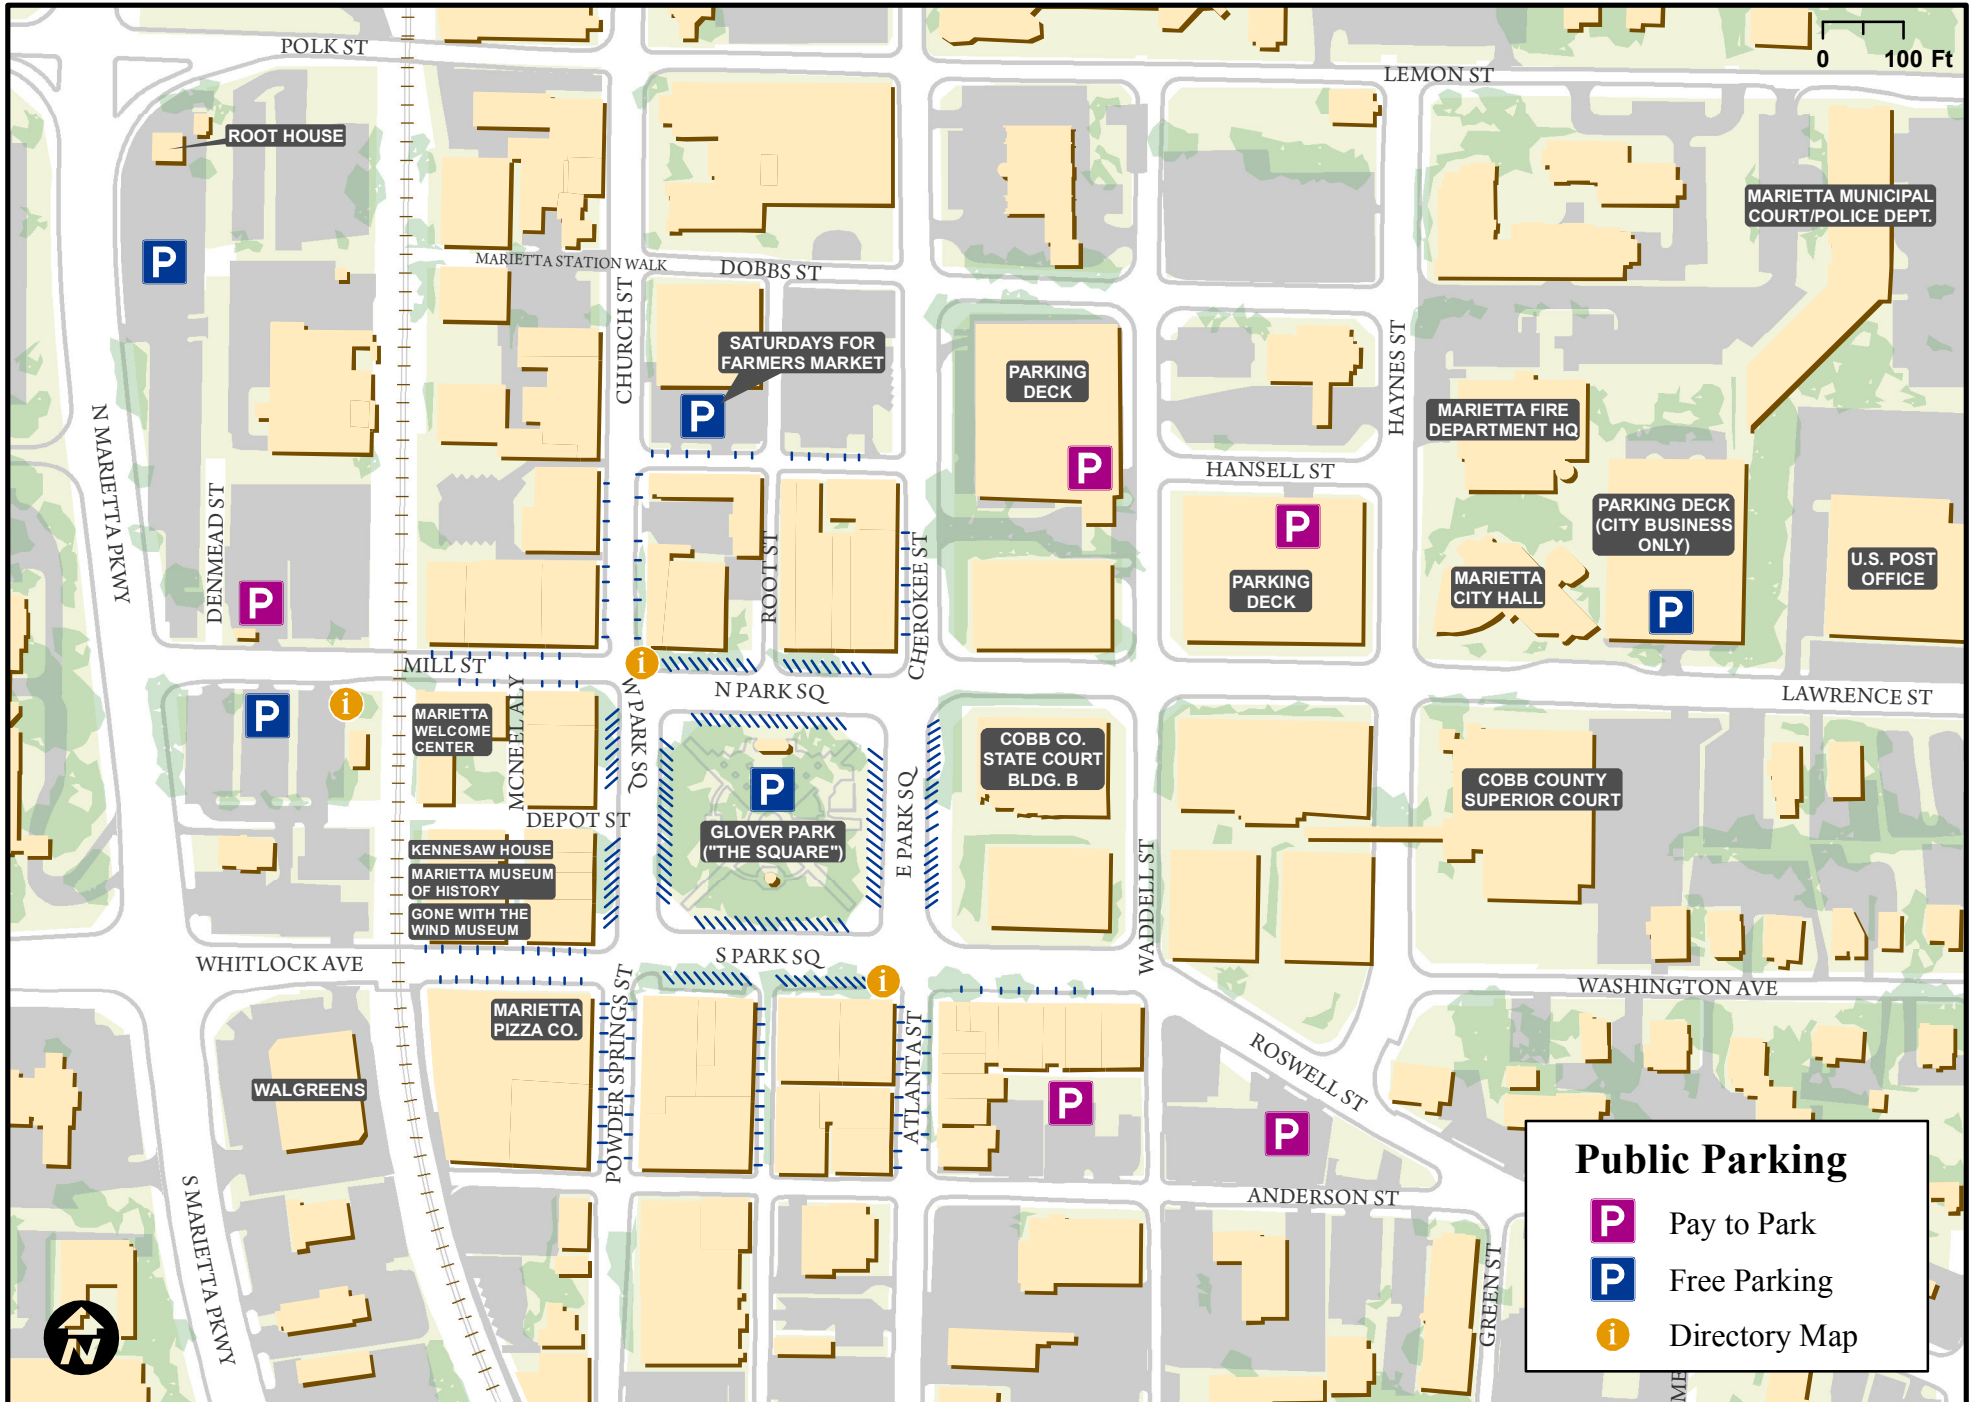 POLK ST
0 100 Ft
LEMON ST
ROOT HOUSE
MARIETTA MUNICIPAL
COURT/POLICE DEPT.
P
MARIETTA STATION WALK
DOBBS ST
CHURCH ST
SATURDAYS FOR
FARMERS MARKET
P
PARKING
DECK
P
HAYNES ST
MARIETTA FIRE
DEPARTMENT HQ
N MARIETTA PKWY
HANSELL ST
P
PARKING
DECK
PARKING DECK
(CITY BUSINESS
ONLY)
P
U.S. POST
OFFICE
MARIETTA
CITY HALL
DENMEAD ST
P
ROOT ST
CHEROKEE ST
MILL ST
i
N PARK SQ
LAWRENCE ST
P
i
MARIETTA
WELCOME
CENTER
MCNEEL ALY
W PARK SQ
P
GLOVER PARK
("THE SQUARE")
E PARK SQ
COBB CO.
STATE COURT
BLDG. B
COBB COUNTY
SUPERIOR COURT
DEPOT ST
KENNESAW HOUSE
MARIETTA MUSEUM
OF HISTORY
GONE WITH THE
WIND MUSEUM
WADDELL ST
WHITLOCK AVE
S PARK SQ
i
WASHINGTON AVE
MARIETTA
PIZZA CO.
POWDER SPRINGS ST
ATLANTA ST
ROSWELL ST
WALGREENS
P
P
ANDERSON ST
S MARIETTA PKWY
GREEN ST
N
Public Parking
P Pay to Park
P Free Parking
i Directory Map
ME